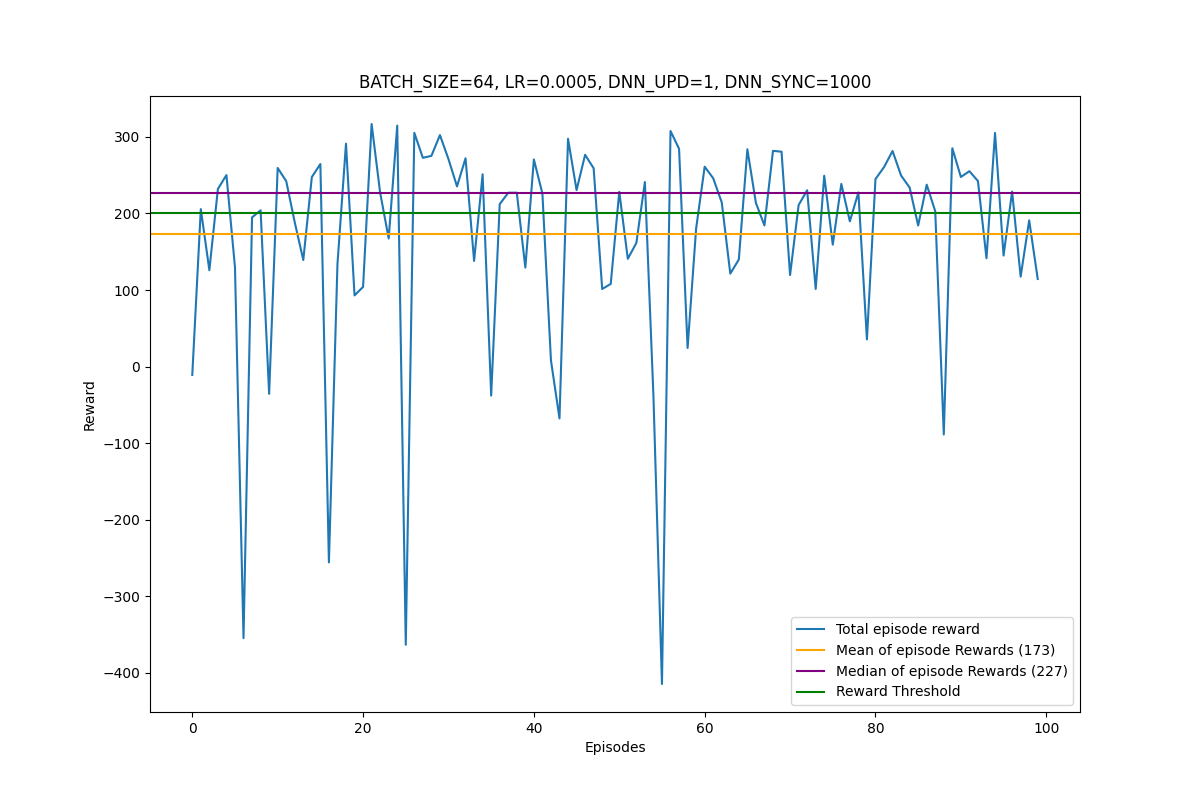 BATCH_SIZE=64, LR=0.0005, DNN_UPD=1, DNN_SYNC=1000
Reward
300
200
100
0
−100
−200
−300
−400
0 20 40 60 80 100
Episodes
Total episode reward
Mean of episode Rewards (173)
Median of episode Rewards (227)
Reward Threshold